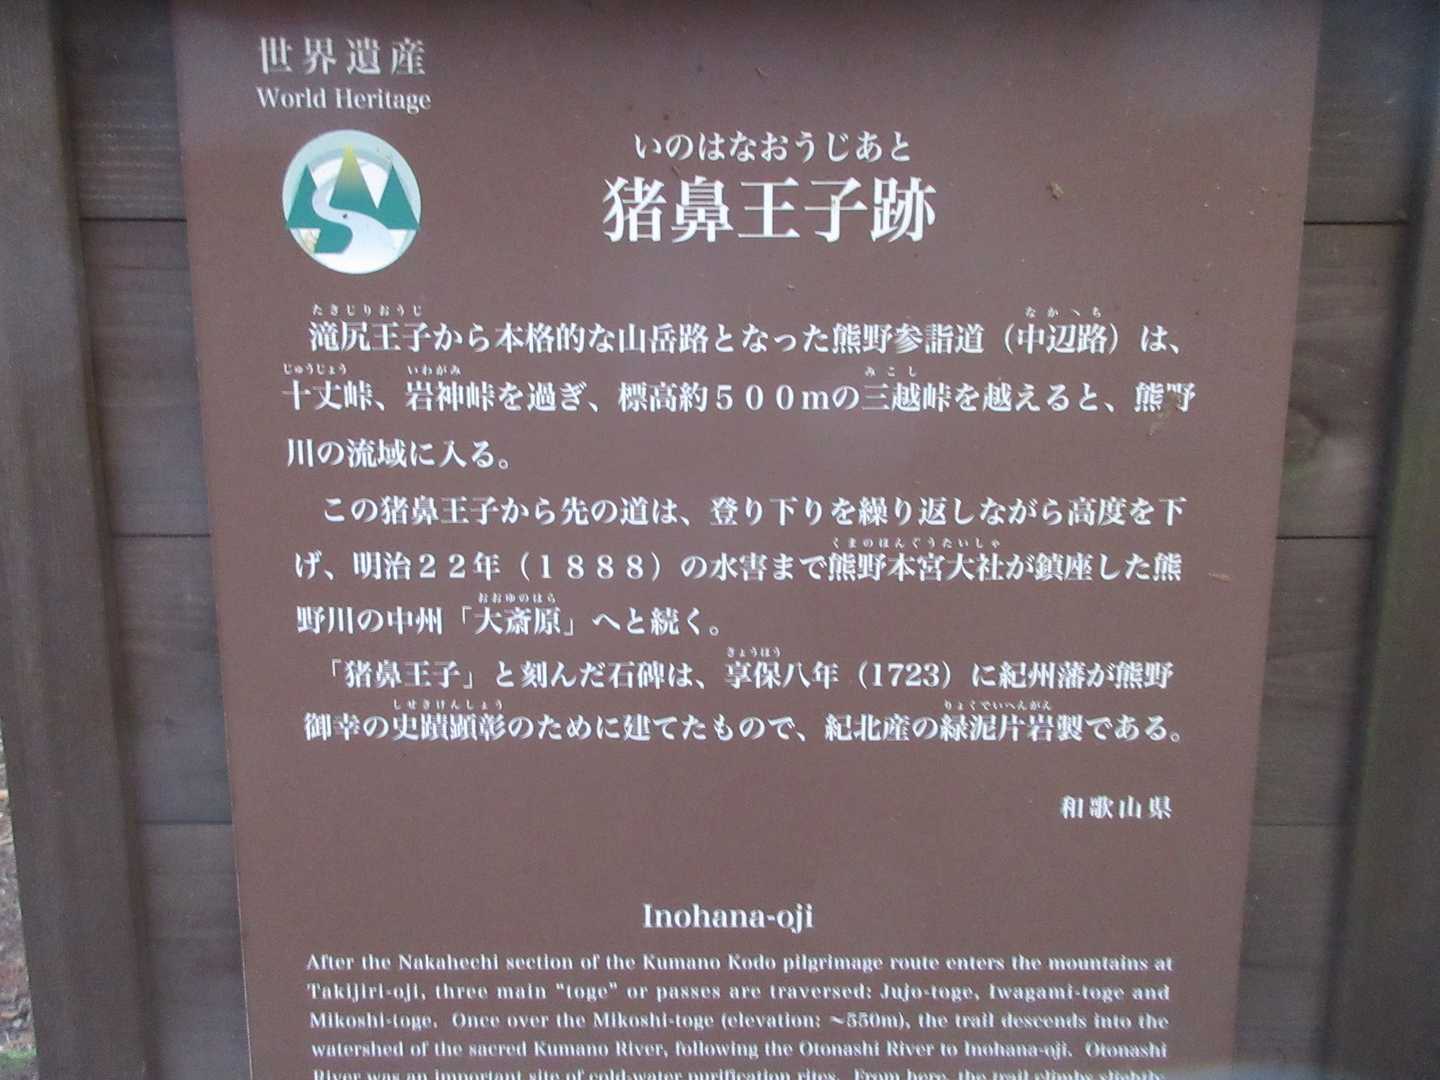 世界遺産
World Heritage
いのはなおうじあと
猪鼻王子跡
たきじりおうじ なかへち
滝尻王子から本格的な山岳路となった熊野参詣道（中辺路）は、
じゅうじょう いわがみ みこし
十丈峠、岩神峠を過ぎ、標高約５００ｍの三越峠を越えると、熊野
川の流域に入る。
この猪鼻王子から先の道は、登り下りを繰り返しながら高度を下
くまのほんぐうたいしゃ
げ、明治２２年（１８８８）の水害まで熊野本宮大社が鎮座した熊
おおゆのはら
野川の中州「大斎原」へと続く。
きょうほう
「猪鼻王子」と刻んだ石碑は、享保八年（1723）に紀州藩が熊野
しせきけんしょう りょくでいへんがん
御幸の史蹟顕彰のために建てたもので、紀北産の緑泥片岩製である。
和歌山県
Inohana-oji
After the Nakahechi section of the Kumano Kodo pilgrimage route enters the mountains at
Takijiri-oji, three main "toge" or passes are traversed: Jujo-toge, Iwagami-toge and
Mikoshi-toge. Once over the Mikoshi-toge (elevation: ~550m), the trail descends into the
watershed of the sacred Kumano River, following the Otonashi River to Inohana-oji. Otonashi
River was an important site of cold-water purification rites. From here, the trail climbs slightly